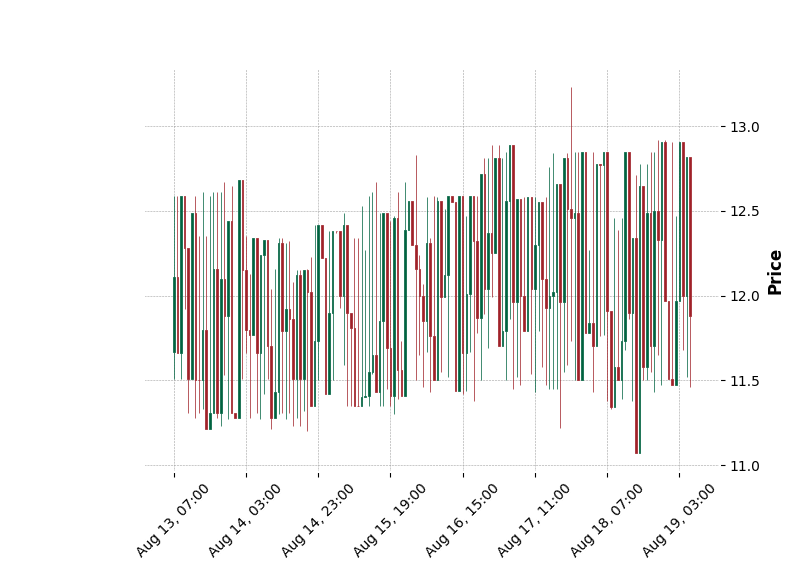 13.0
12.5
12.0
11.5
11.0
Price
Aug 13, 07:00
Aug 14, 03:00
Aug 14, 23:00
Aug 15, 19:00
Aug 16, 15:00
Aug 17, 11:00
Aug 18, 07:00
Aug 19, 03:00